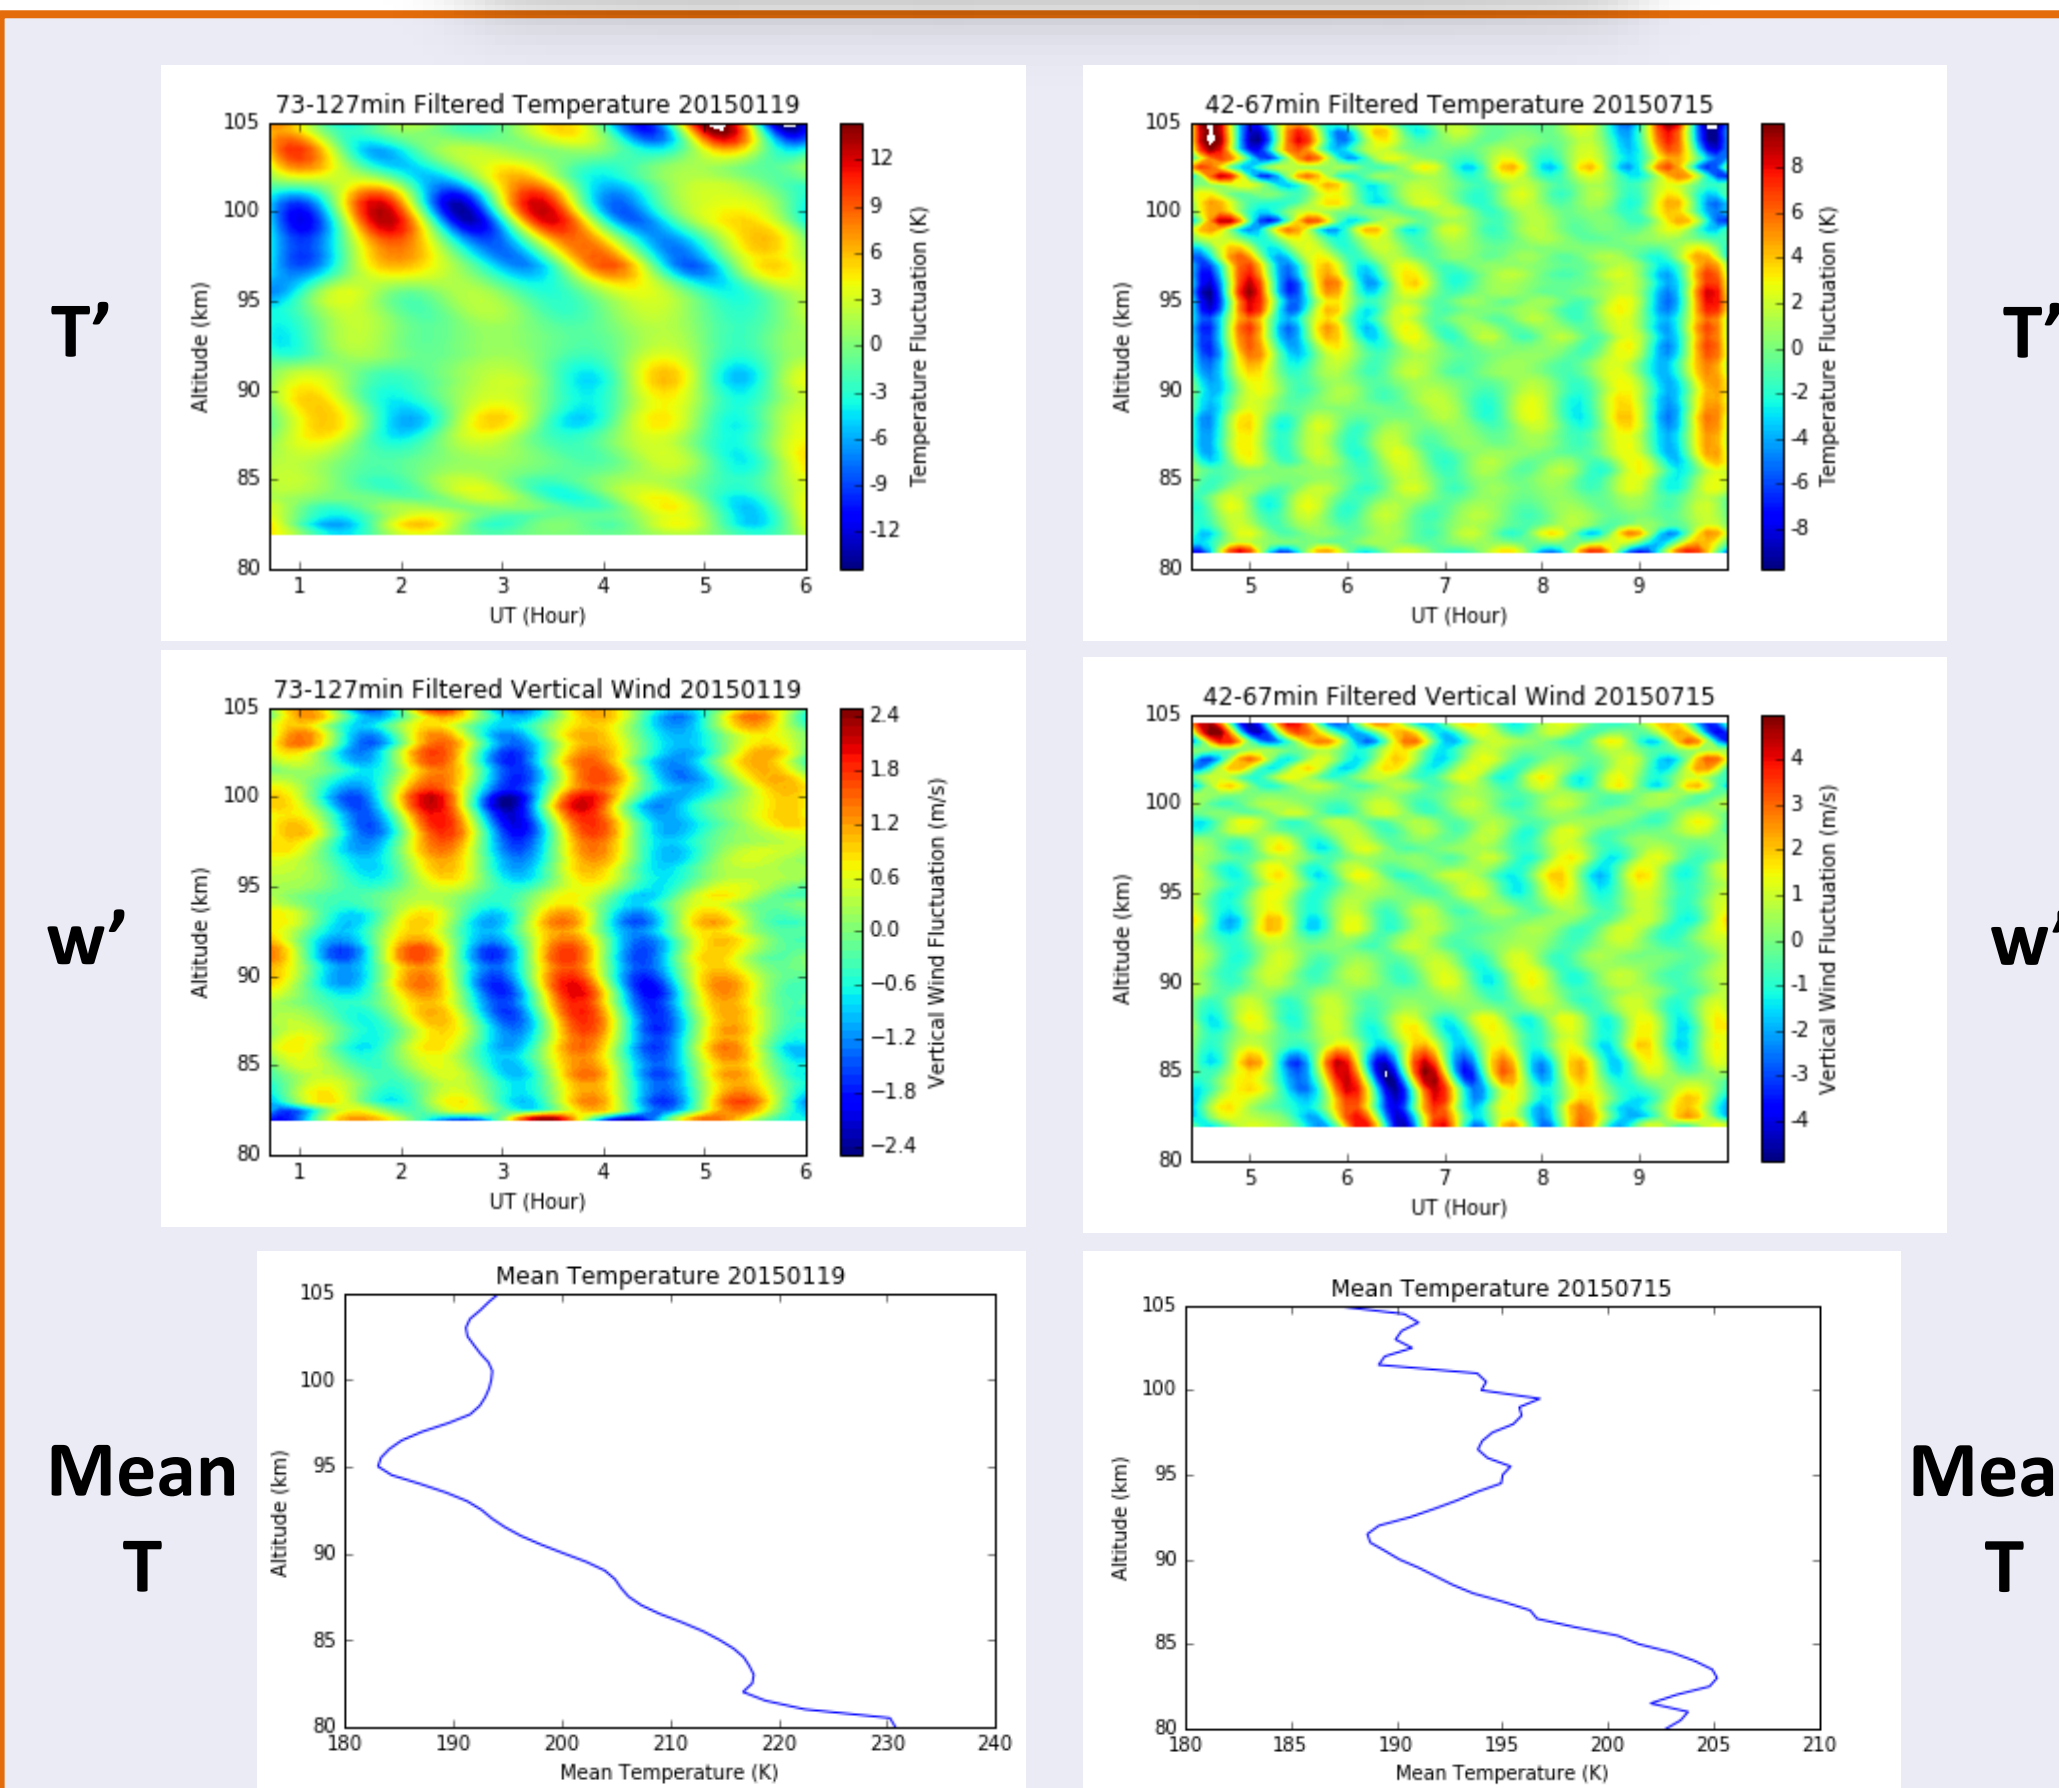 73-127min Filtered Temperature 20150119
105
100
95
90
85
80
Altitude (km)
1 2 3 4 5 6
UT (Hour)
12
9
6
3
0
-3
-6
-9
-12
Temperature Fluctuation (K)
T’
42-67min Filtered Temperature 20150715
105
100
95
90
85
80
Altitude (km)
5 6 7 8 9
UT (Hour)
8
6
4
2
0
-2
-4
-6
-8
Temperature Fluctuation (K)
T’
73-127min Filtered Vertical Wind 20150119
105
100
95
90
85
80
Altitude (km)
1 2 3 4 5 6
UT (Hour)
2.4
1.8
1.2
0.6
0.0
−0.6
−1.2
−1.8
−2.4
Vertical Wind Fluctuation (m/s)
w’
42-67min Filtered Vertical Wind 20150715
105
100
95
90
85
80
Altitude (km)
5 6 7 8 9
UT (Hour)
4
3
2
1
0
-1
-2
-3
-4
Vertical Wind Fluctuation (m/s)
w’
Mean Temperature 20150119
105
100
95
90
85
80
Altitude (km)
180 190 200 210 220 230 240
Mean Temperature (K)
Mean
T
Mean Temperature 20150715
105
100
95
90
85
80
Altitude (km)
180 185 190 195 200 205 210
Mean Temperature (K)
Mea
T